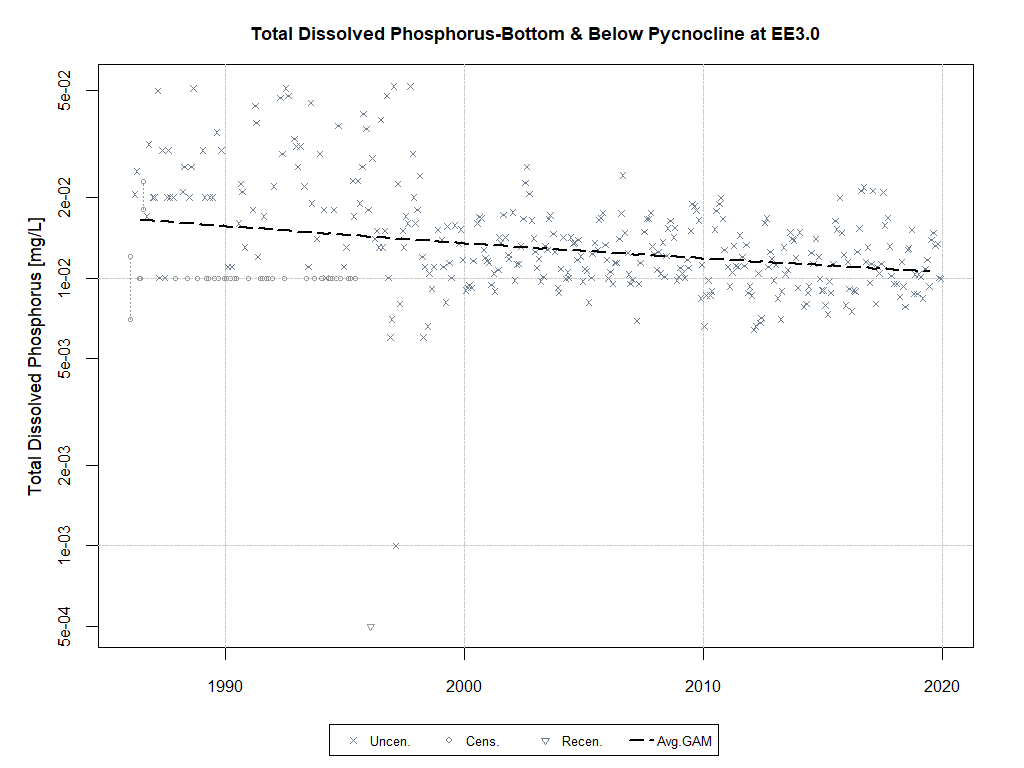 Total Dissolved Phosphorus-Bottom & Below Pycnocline at EE3.0
Total Dissolved Phosphorus [mg/L]
5e-02
2e-02
1e-02
5e-03
2e-03
1e-03
5e-04
1990 2000 2010 2020
Uncen. Cens. Recen. Avg.GAM